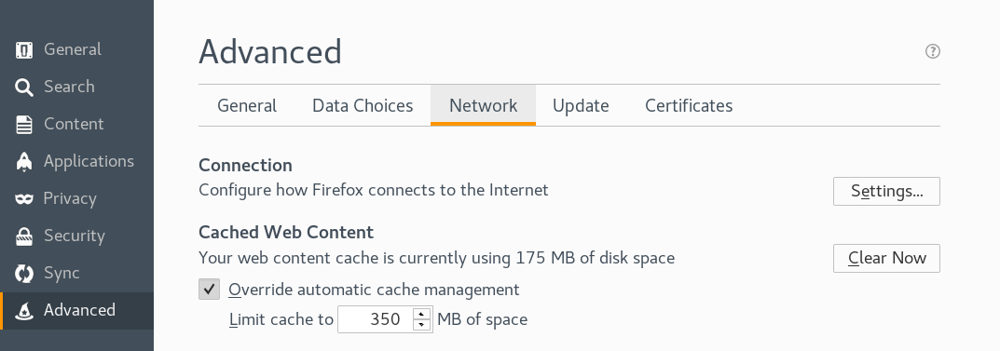 General
Search
Content
Applications
Privacy
Security
Sync
Advanced
Advanced
?
General Data Choices Network Update Certificates
Connection
Configure how Firefox connects to the Internet
Settings...
Cached Web Content
Your web content cache is currently using 175 MB of disk space
Clear Now
Override automatic cache management
Limit cache to 350 MB of space